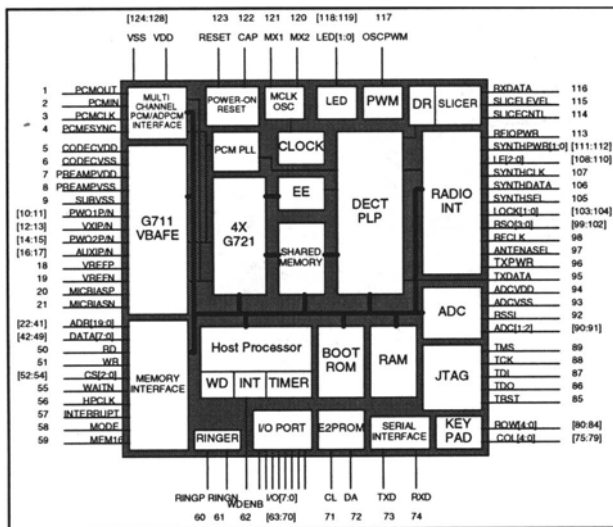 [124:128] 123 122 121 120 [118:119] 117
VSS VDD RESET CAP MX1 MX2 LED[1:0] OSCPWM
1 PCMOUT
2 PCMIN
3 PCMCLK
4 PCMFSYNC
5 CODECVDD
6 CODECVSS
7 PREAMPVDD
8 PREAMPVSS
9 SUBVSS
[10:11] PWO1P/N
[12:13] VXIP/N
[14:15] PWO2P/N
[16:17] AUXIP/N
18 VREFP
19 VREFN
20 MICRIASP
21 MICRIASN
[22:41] ADR[19:0]
[42:49] DATA[7:0]
50 RD
51 WR
[52:54] CS[2:0]
55 WAITN
56 HPCLK
57 INTERRUPT
58 MODE
59 MEM16
MULTI
CHANNEL
PCM/ADPCM
INTERFACE
G711
VBAFE
MEMORY
INTERFACE
POWER-ON
RESET
MCLK
OSC
LED
PWM
DR SLICER
PCM PLL
CLOCK
4X
G721
EE
SHARED
MEMORY
DECT
PLP
RADIO
INT
ADC
JTAG
Host Processor
WD INT TIMER
BOOT
ROM
RAM
RINGER
I/O PORT
E2PROM
SERIAL
INTERFACE
KEY
PAD
RXDATA 116
SLICELEVEL 115
SLICECNTL 114
RFIOPWR 113
SYNTHPWR[1:0] [111:112]
LE[2:0] [108:110]
SYNTHCLK 107
SYNTHDATA 106
SYNTHSEL 105
LOCK[1:0] [103:104]
RSO[3:0] [99:102]
RFCLK 98
ANTENASEL 97
TXPWR 96
TXDATA 95
ADCVDD 94
ADCVSS 93
RSSI 92
ADC[1:2] [90:91]
TMS 89
TCK 88
TDI 87
TDO 86
TRST 85
ROW[4:0] [80:84]
COL[4:0] [75:79]
RINGP RINGN WDENB I/O[7:0] CL DA TXD RXD
60 61 62 [63:70] 71 72 73 74